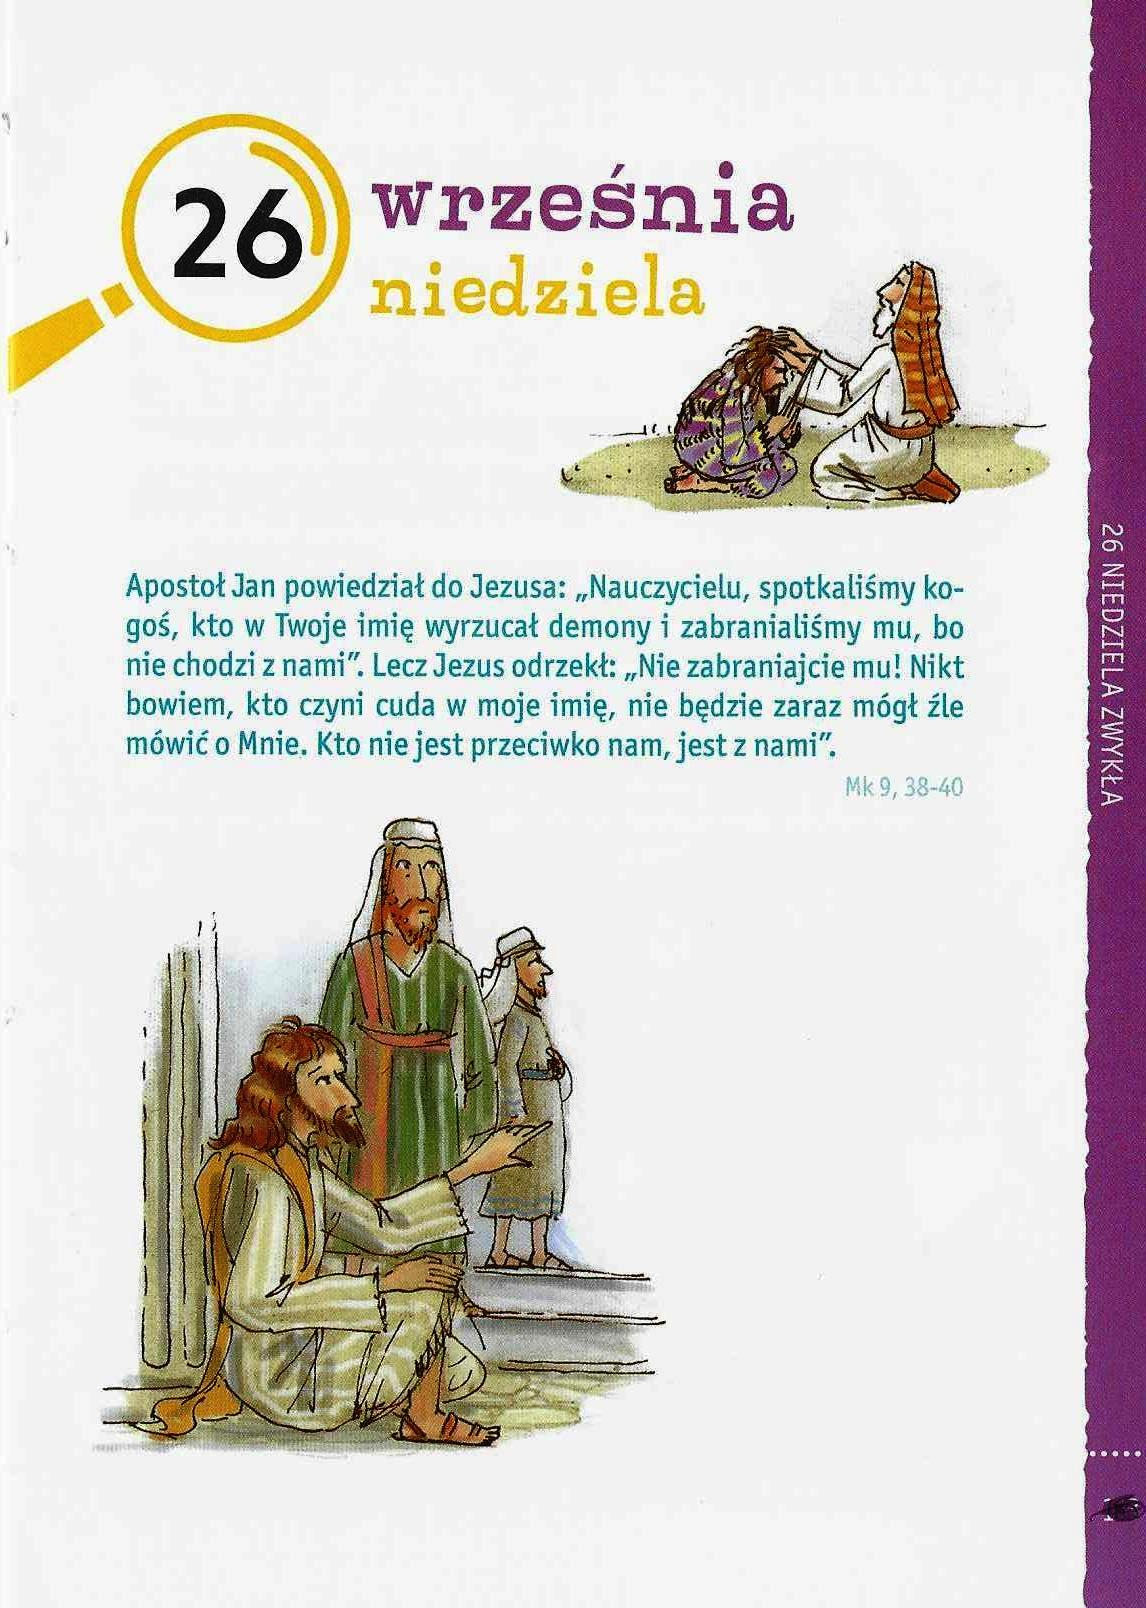 26
września
niedziela
Apostoł Jan powiedział do Jezusa: „Nauczycielu, spotkaliśmy ko-
goś, kto w Twoje imię wyrzucał demony i zabranialiśmy mu, bo
nie chodzi z nami”. Lecz Jezus odrzekł: „Nie zabraniajcie mu! Nikt
bowiem, kto czyni cuda w moje imię, nie będzie zaraz mógł źle
mówić o Mnie. Kto nie jest przeciwko nam, jest z nami”.
Mk 9, 38-40
26 NIEDZIELA ZWYKŁA